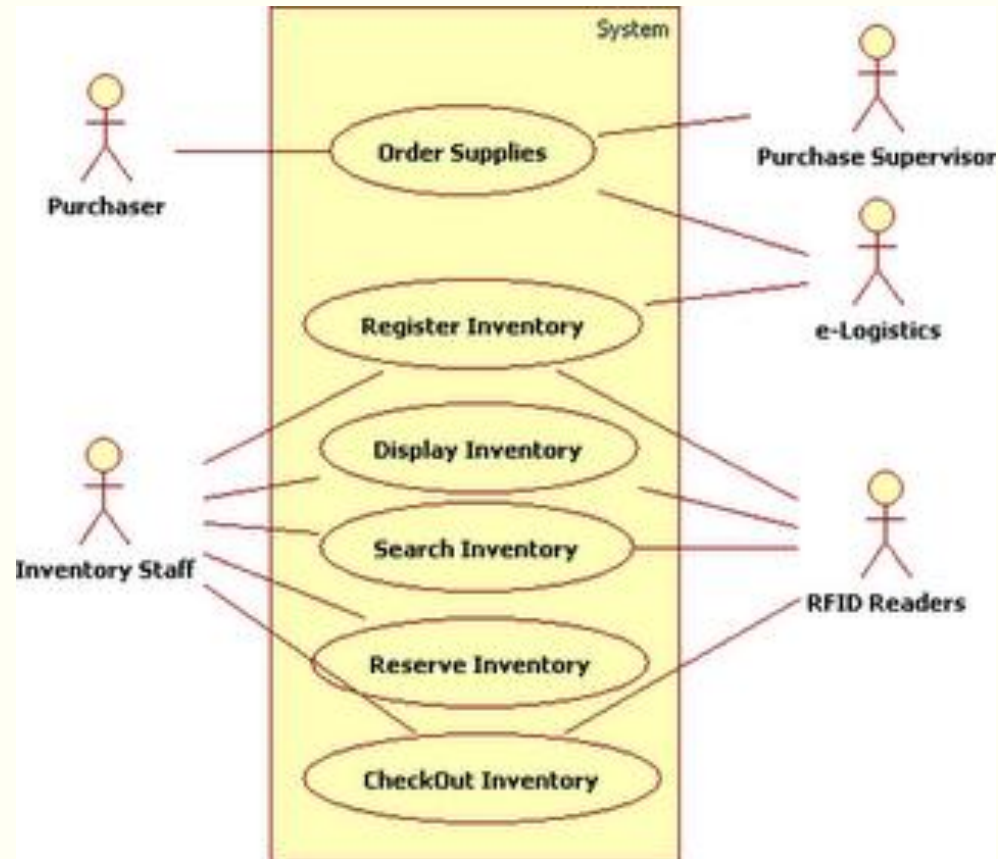 System
Order Supplies
Purchase Supervisor
Purchaser
Register Inventory
e-Logistics
Display Inventory
Search Inventory
Inventory Staff
RFID Readers
Reserve Inventory
CheckOut Inventory